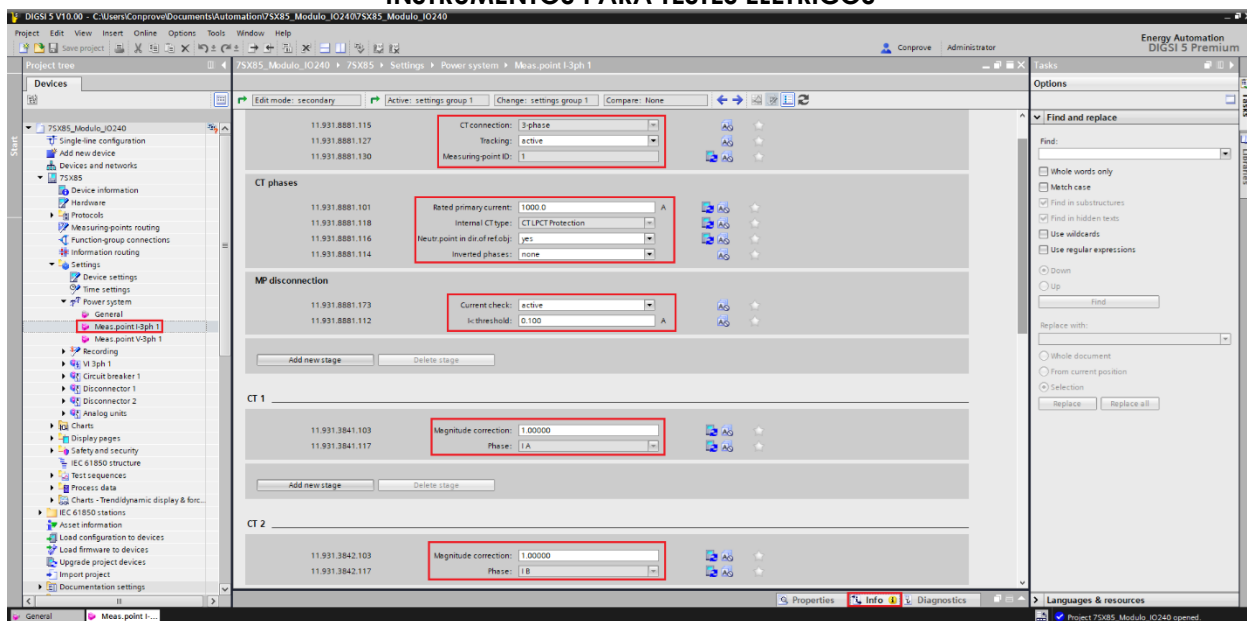 INSTRUMENTOS PARA TESTES ELÉTRICOS
DIGSI 5 V10.00 - C:\Users\Conprove\Documents\Automation\7SX85_Modulo_IO240\7SX85_Modulo_IO240
Project Edit View Insert Online Options Tools Window Help
Energy Automation
DIGSI 5 Premium
Save project
Conprove Administrator
Project tree
7SX85_Modulo_IO240 ▸ 7SX85 ▸ Settings ▸ Power system ▸ Meas.point I-3ph 1
Tasks
Devices
Options
Edit mode: secondary
Active: settings group 1
Change: settings group 1
Compare: None
Start
7SX85_Modulo_IO240
Single-line configuration
Add new device
Devices and networks
7SX85
Device information
Hardware
Protocols
Measuring-points routing
Function-group connections
Information routing
Settings
Device settings
Time settings
Power system
General
Meas.point I-3ph 1
Meas.point V-3ph 1
Recording
VI 3ph 1
Circuit breaker 1
Disconnector 1
Disconnector 2
Analog units
Charts
Display pages
Safety and security
IEC 61850 structure
Test sequences
Process data
Charts - Trend/dynamic display & forc...
IEC 61850 stations
Asset information
Load configuration to devices
Load firmware to devices
Upgrade project devices
Import project
Documentation settings
11.931.8881.115 CT connection: 3-phase
11.931.8881.127 Tracking: active
11.931.8881.130 Measuring-point ID: 1
CT phases
11.931.8881.101 Rated primary current: 1000.0 A
11.931.8881.118 Internal CT type: CT LPCT Protection
11.931.8881.116 Neutr.point in dir.of ref.obj: yes
11.931.8881.114 Inverted phases: none
MP disconnection
11.931.8881.173 Current check: active
11.931.8881.112 I< threshold: 0.100 A
Add new stage Delete stage
CT 1
11.931.3841.103 Magnitude correction: 1.00000
11.931.3841.117 Phase: I A
Add new stage Delete stage
CT 2
11.931.3842.103 Magnitude correction: 1.00000
11.931.3842.117 Phase: I B
Properties Info Diagnostics
Find and replace
Find:
Whole words only
Match case
Find in substructures
Find in hidden texts
Use wildcards
Use regular expressions
Down
Up
Find
Replace with:
Whole document
From current position
Selection
Replace Replace all
Languages & resources
Tasks
Libraries
General
Meas.point I-...
Project 7SX85_Modulo_IO240 opened.